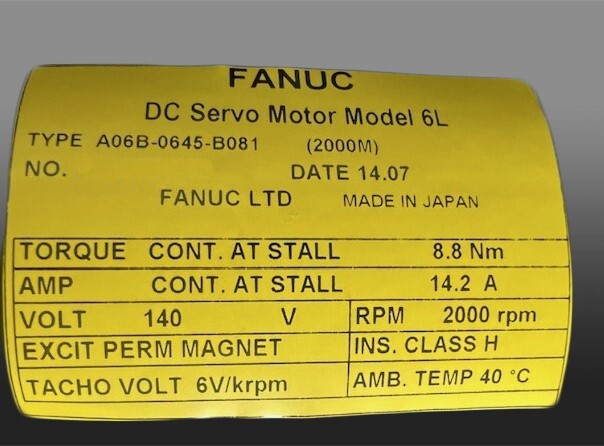 FANUC
DC Servo Motor Model 6L
TYPE A06B-0645-B081 (2000M)
NO. DATE 14.07
FANUC LTD MADE IN JAPAN
TORQUE CONT. AT STALL 8.8 Nm
AMP CONT. AT STALL 14.2 A
VOLT 140 V RPM 2000 rpm
EXCIT PERM MAGNET INS. CLASS H
TACHO VOLT 6V/krpm AMB. TEMP 40 °C